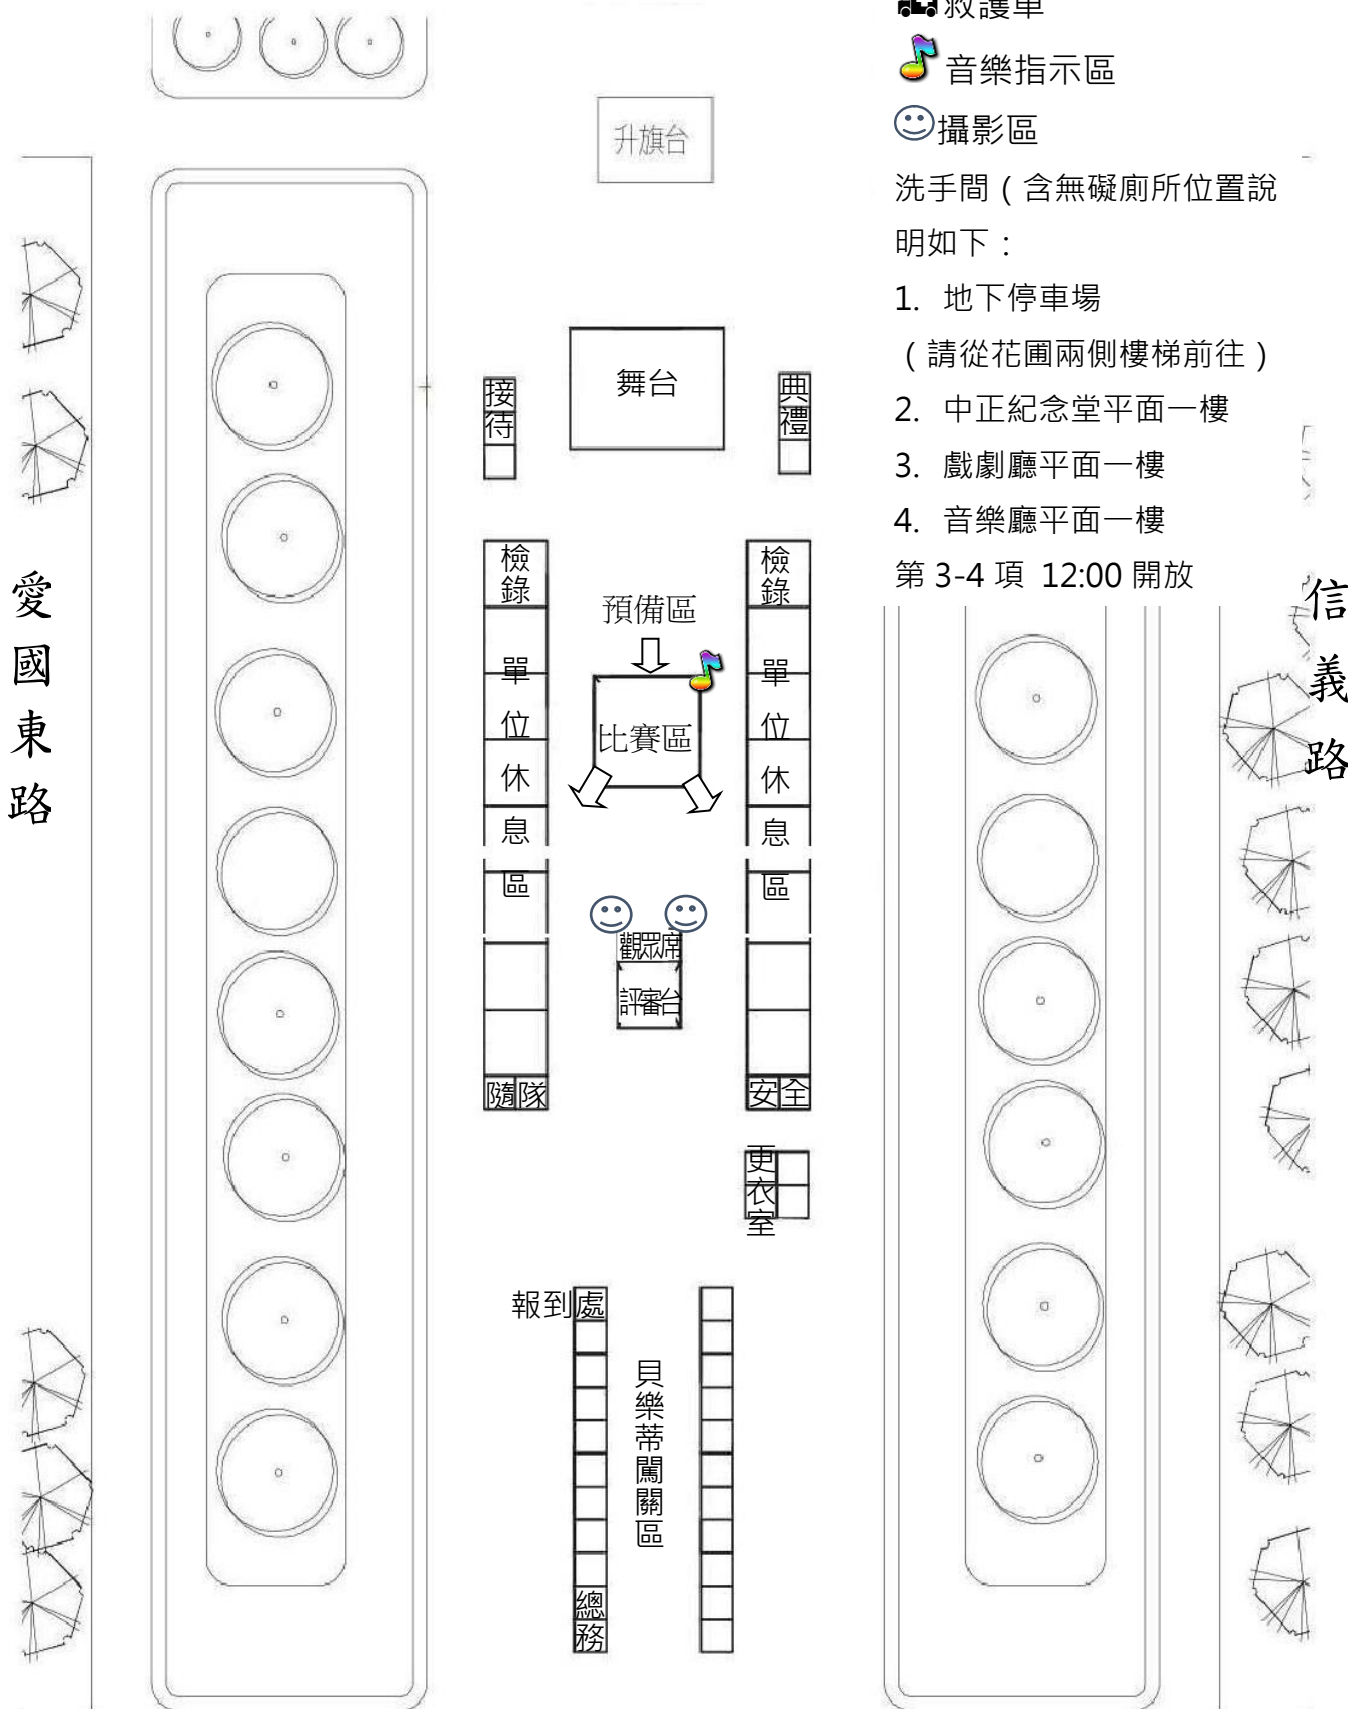 救護車
音樂指示區
攝影區
洗手間（含無礙廁所位置說
明如下：
1. 地下停車場
（請從花圃兩側樓梯前往）
2. 中正紀念堂平面一樓
3. 戲劇廳平面一樓
4. 音樂廳平面一樓
第 3-4 項 12:00 開放
升旗台
舞台
接待
典禮
檢錄
檢錄
預備區
單位休息區
單位休息區
比賽區
愛國東路
信義路
觀眾席
評審台
隨隊
安全
更衣室
報到處
貝樂蒂闖關區
總務